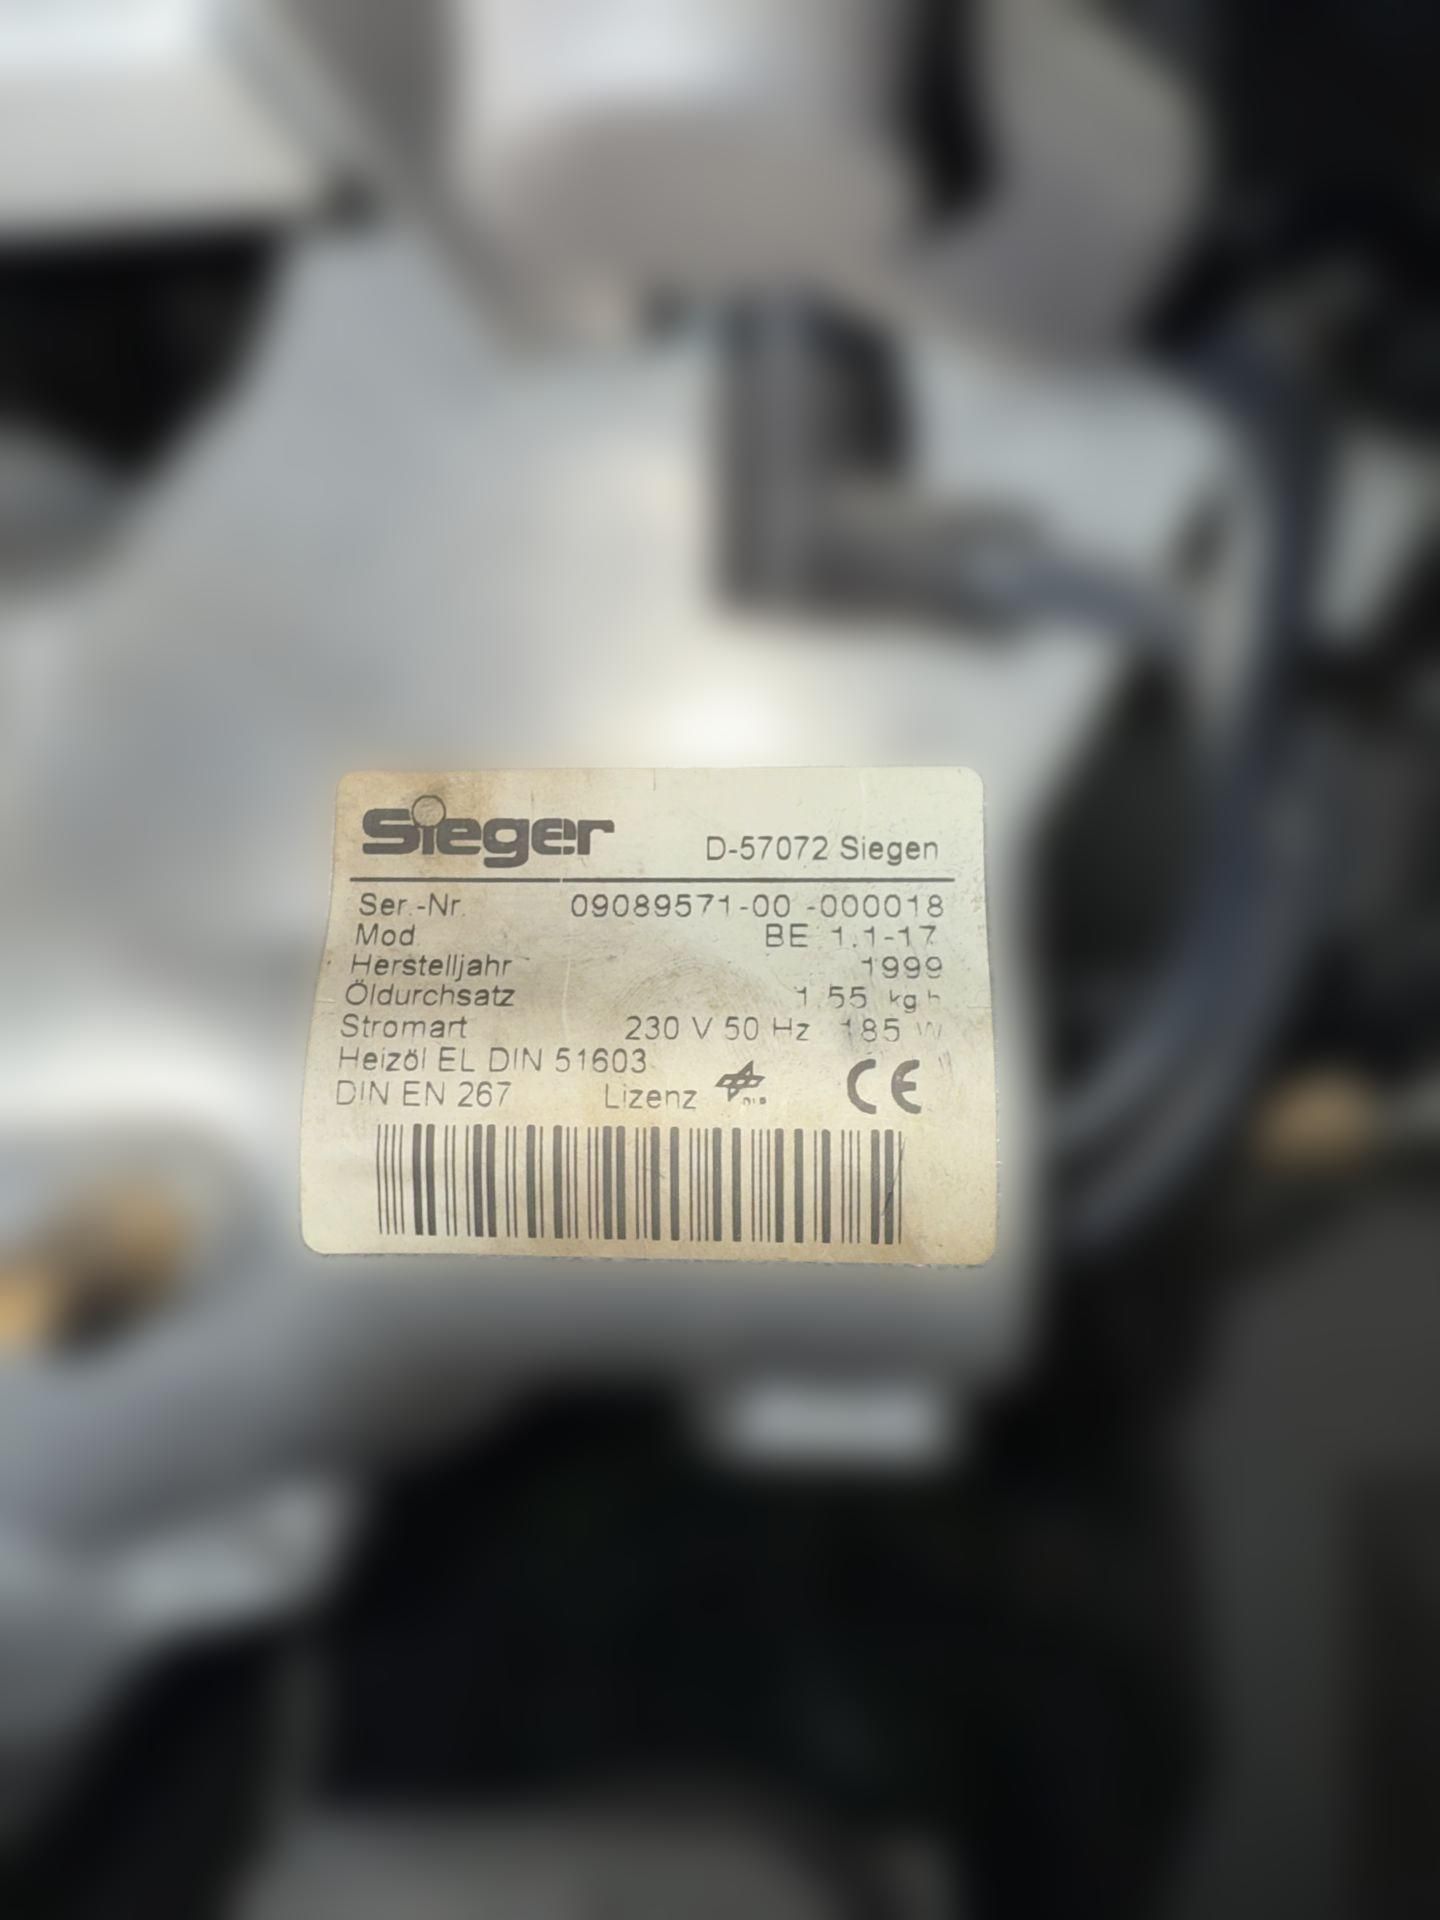 Sieger D-57072 Siegen
Ser.-Nr. 09089571-00 -000018
Mod. BE 1.1-17
Herstelljahr 1999
Öldurchsatz 1.55 kg h
Stromart 230 V 50 Hz 185 W
Heizöl EL DIN 51603
DIN EN 267 Lizenz CE